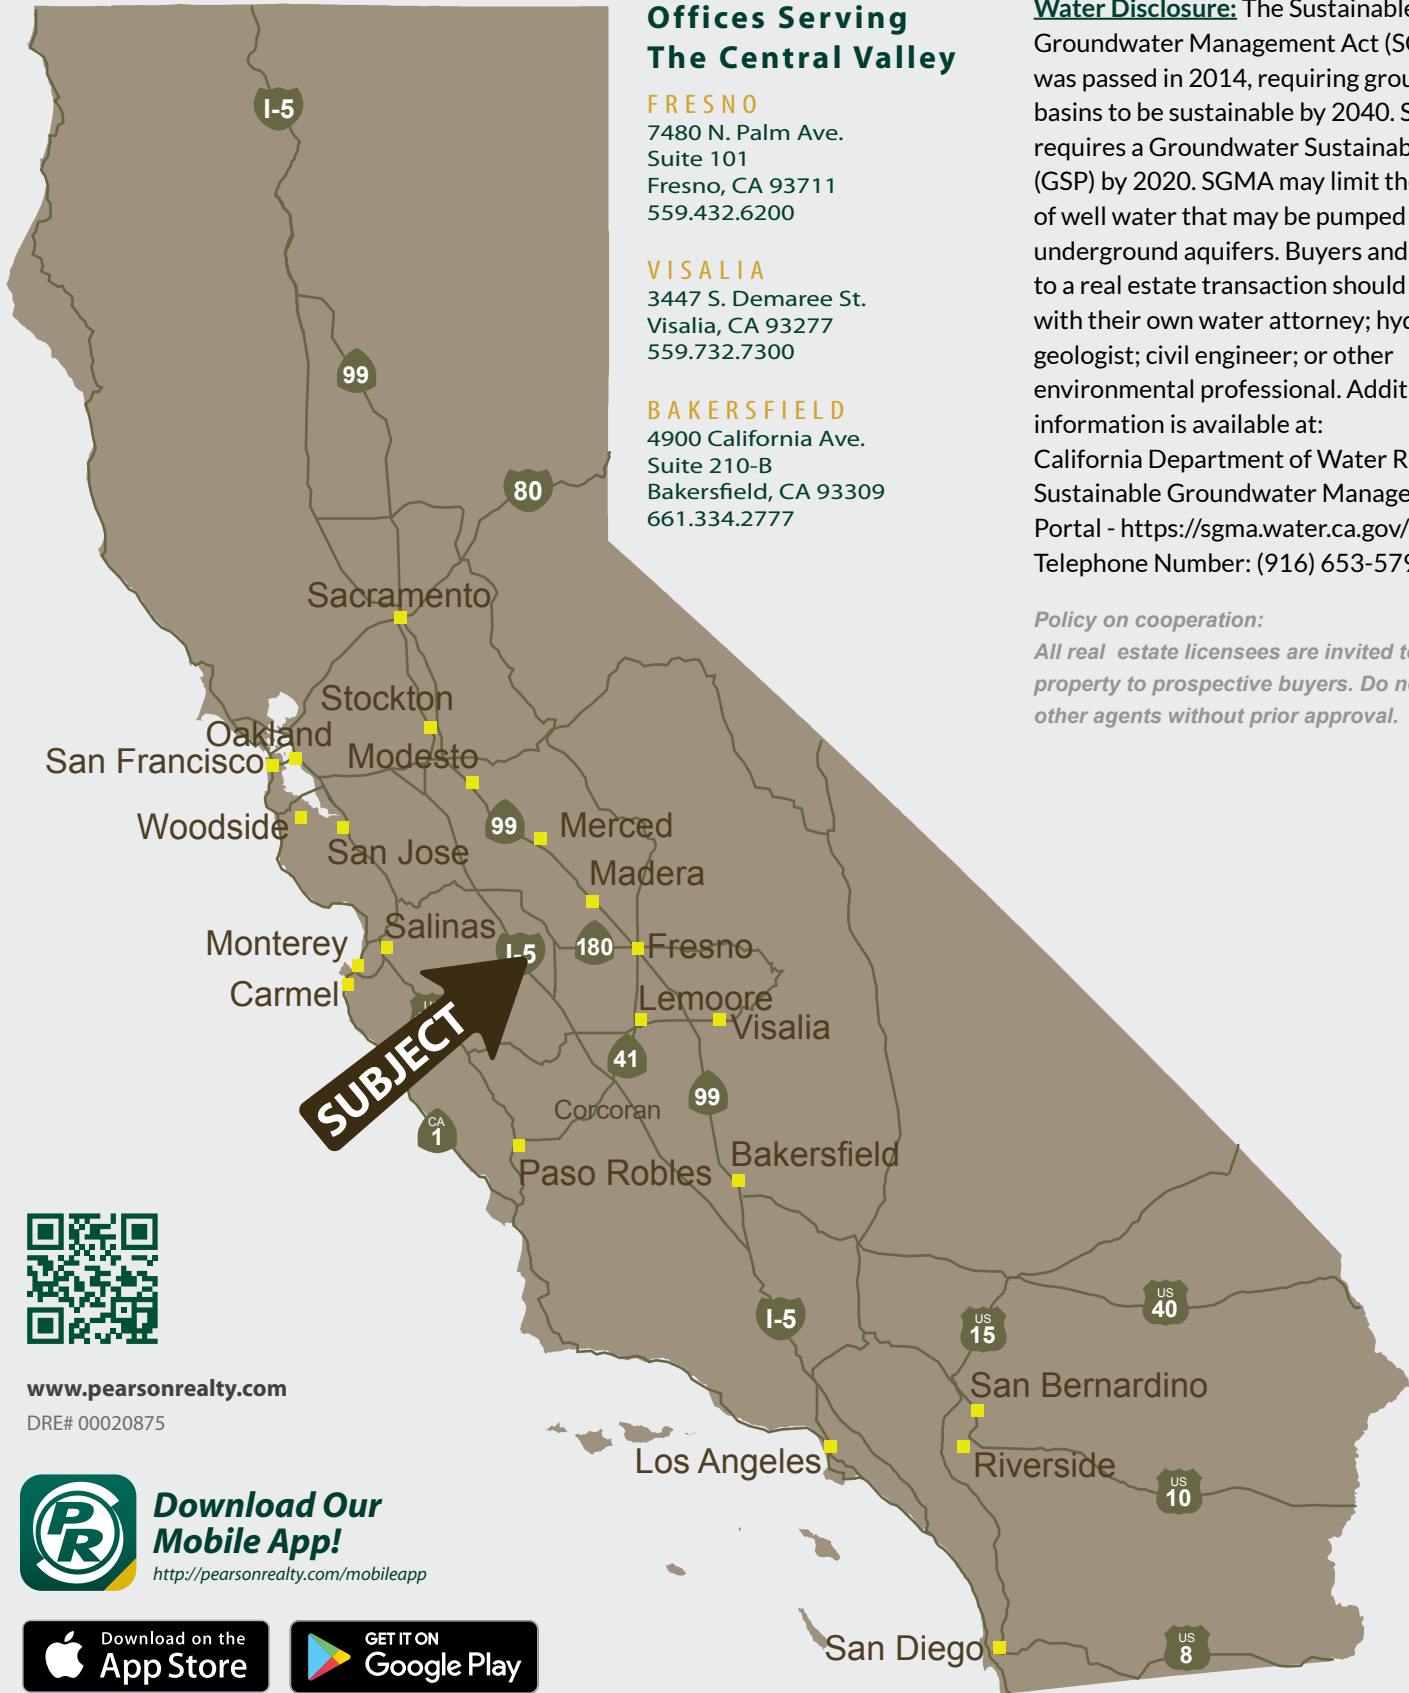 Offices Serving
The Central Valley
FRESNO
7480 N. Palm Ave.
Suite 101
Fresno, CA 93711
559.432.6200
VISALIA
3447 S. Demaree St.
Visalia, CA 93277
559.732.7300
BAKERSFIELD
4900 California Ave.
Suite 210-B
Bakersfield, CA 93309
661.334.2777
Water Disclosure: The Sustainable
Groundwater Management Act
was passed in 2014, requiring
basins to be sustainable by 2040.
requires a Groundwater
(GSP) by 2020. SGMA may limit
of well water that may be pumped
underground aquifers. Buyers and
to a real estate transaction should
with their own water attorney;
geologist; civil engineer; or other
environmental professional.
information is available at:
California Department of Water
Sustainable Groundwater
Portal - https://sgma.water.ca.gov/
Telephone Number: (916) 653-579
Policy on cooperation:
All real estate licensees are invited
property to prospective buyers. Do
other agents without prior approval.
I-5
99
80
Sacramento
Stockton
Oakland
San Francisco
Modesto
Woodside
San Jose
99
Merced
Madera
Salinas
Monterey
Carmel
I-5
180
Fresno
Lemoore
Visalia
SUBJECT
41
99
Corcoran
CA
1
Paso Robles
Bakersfield
I-5
US
15
US
40
San Bernardino
Los Angeles
Riverside
US
10
San Diego
US
8
www.pearsonrealty.com
DRE# 00020875
PR
Download Our
Mobile App!
http://pearsonrealty.com/mobileapp
Download on the
App Store
GET IT ON
Google Play